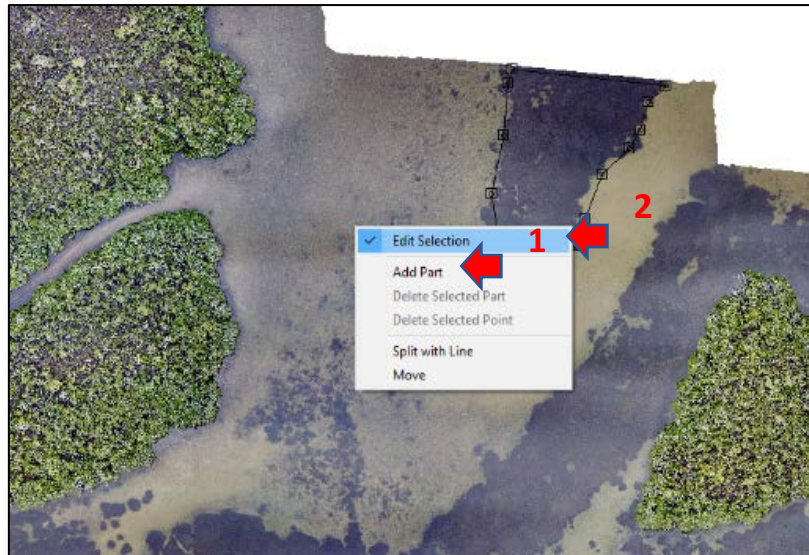 2
Edit Selection 1
Add Part
Delete Selected Part
Delete Selected Point
Split with Line
Move